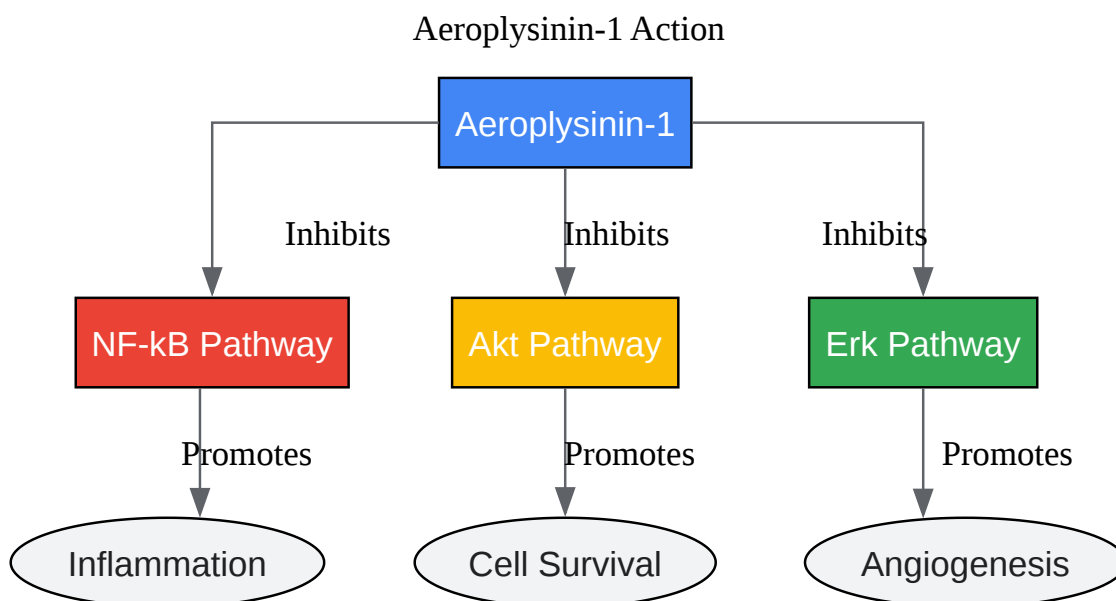 Aeroplysinin-1 Action
Aeroplysinin-1
Inhibits
Inhibits
Inhibits
NF-kB Pathway
Akt Pathway
Erk Pathway
Promotes
Promotes
Promotes
Inflammation
Cell Survival
Angiogenesis